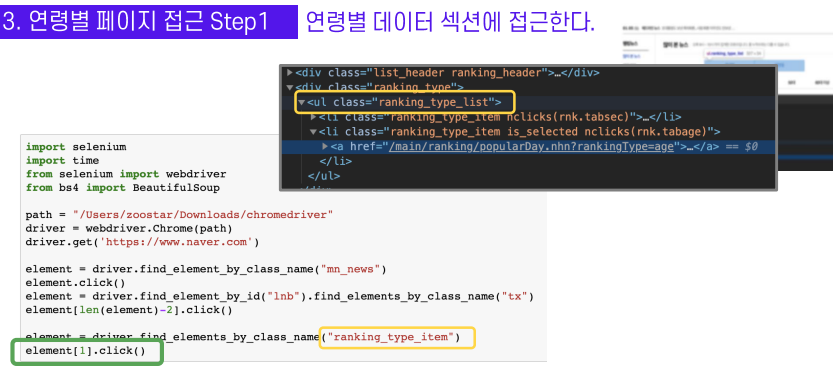 3. 연령별 페이지 접근 Step1
연령별 데이터 섹션에 접근한다.
▶<div class="list_header ranking_header">…</div>
▼<div class="ranking_type">
▼<ul class="ranking_type_list">
▶<li class="ranking_type_item nclicks(rnk.tabsec)">…</li>
▼<li class="ranking_type_item is_selected nclicks(rnk.tabage)">
▶<a href="/main/ranking/popularDay.nhn?rankingType=age">…</a> == $0
</li>
</ul>
import selenium
import time
from selenium import webdriver
from bs4 import BeautifulSoup
path = "/Users/zoostar/Downloads/chromedriver"
driver = webdriver.Chrome(path)
driver.get('https://www.naver.com')
element = driver.find_element_by_class_name("mn_news")
element.click()
element = driver.find_element_by_id("lnb").find_elements_by_class_name("tx")
element[len(element)-2].click()
element = driver.find_elements_by_class_name("ranking_type_item")
element[1].click()